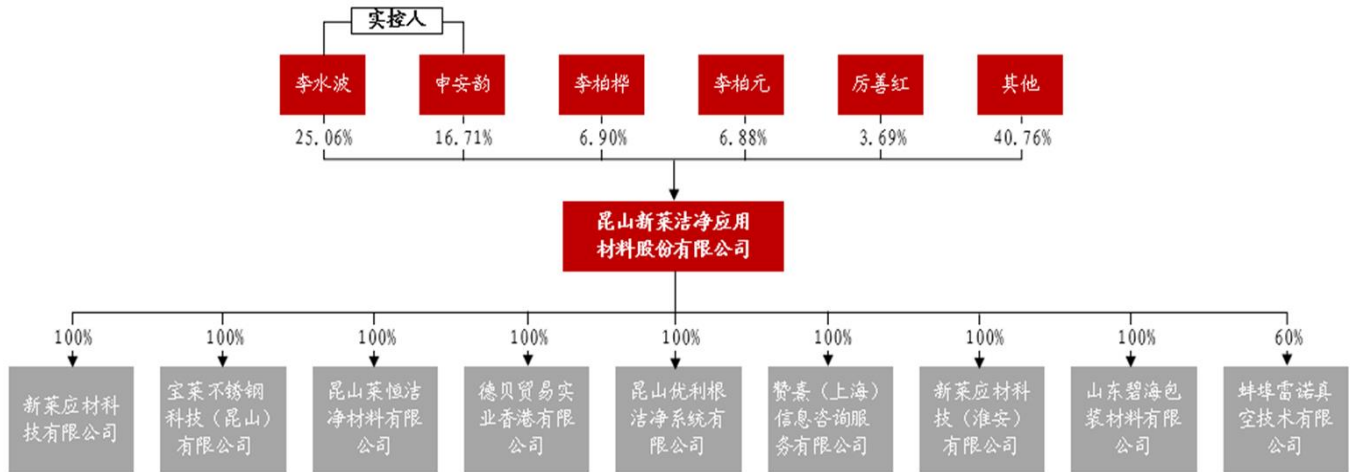 实控人
李水波
申安韵
李柏桦
李柏元
厉善红
其他
25.06%
16.71%
6.90%
6.88%
3.69%
40.76%
昆山新莱洁净应用
材料股份有限公司
100%
100%
100%
100%
100%
100%
100%
100%
60%
新莱应材科
技有限公司
宝莱不锈钢
科技（昆山）
有限公司
昆山莱恒洁
净材料有限
公司
德贝贸易实
业香港有限
公司
昆山优利根
洁净系统有
限公司
赞熹（上海）
信息咨询服
务有限公司
新莱应材科
技（淮安）
有限公司
山东碧海包
装材料有限
公司
蚌埠雷诺真
空技术有限
公司